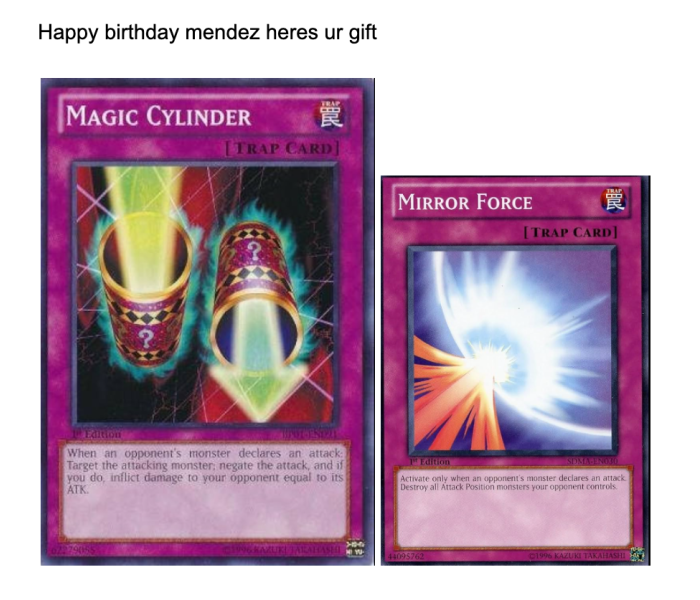 Happy birthday mendez heres ur gift
MAGIC CYLINDER
TRAP
罠
[TRAP CARD]
?
?
1st Edition
When an opponent's monster declares an attack:
Target the attacking monster; negate the attack, and if
you do, inflict damage to your opponent equal to its
ATK.
62279055
©1996 KAZUKI TAKAHASHI
MIRROR FORCE
TRAP
罠
[TRAP CARD]
1st Edition
Activate only when an opponent's monster declares an attack.
Destroy all Attack Position monsters your opponent controls.
44095762
©1996 KAZUKI TAKAHASHI